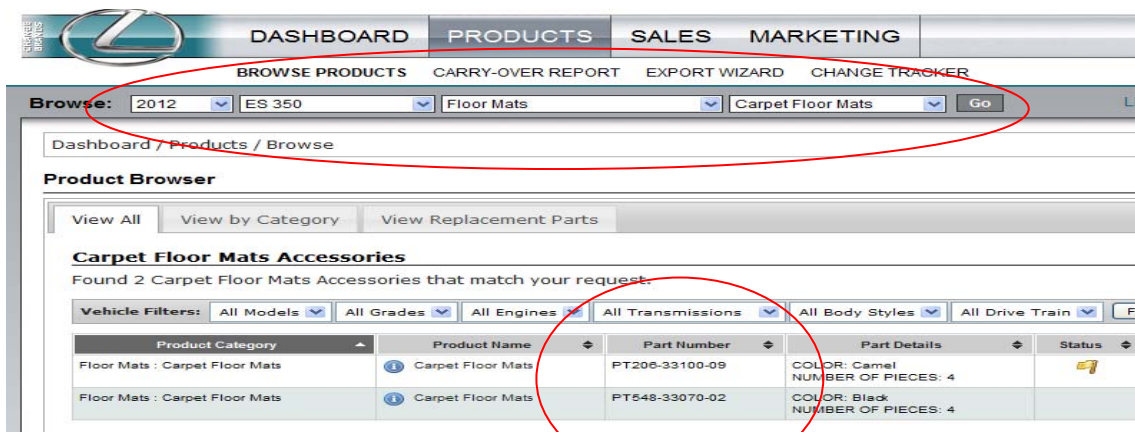 DASHBOARD PRODUCTS SALES MARKETING
BROWSE PRODUCTS CARRY-OVER REPORT EXPORT WIZARD CHANGE TRACKER
Browse: 2012 ES 350 Floor Mats Carpet Floor Mats Go L
Dashboard / Products / Browse
Product Browser
View All View by Category View Replacement Parts
Carpet Floor Mats Accessories
Found 2 Carpet Floor Mats Accessories that match your request.
Vehicle Filters: All Models All Grades All Engines All Transmissions All Body Styles All Drive Train F
Product Category Product Name Part Number Part Details Status
Floor Mats : Carpet Floor Mats Carpet Floor Mats PT206-33100-09 COLOR: Camel
NUMBER OF PIECES: 4
Floor Mats : Carpet Floor Mats Carpet Floor Mats PT548-33070-02 COLOR: Black
NUMBER OF PIECES: 4